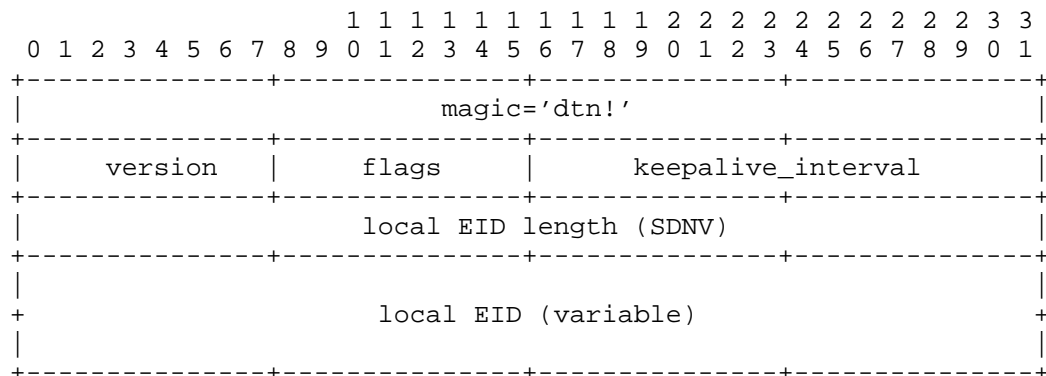 1 1 1 1 1 1 1 1 1 1 2 2 2 2 2 2 2 2 2 2 3 3
0 1 2 3 4 5 6 7 8 9 0 1 2 3 4 5 6 7 8 9 0 1 2 3 4 5 6 7 8 9 0 1
+---------------+---------------+---------------+---------------+
| magic=’dtn!’ |
+---------------+---------------+---------------+---------------+
| version | flags | keepalive_interval |
+---------------+---------------+---------------+---------------+
| local EID length (SDNV) |
+---------------+---------------+---------------+---------------+
| |
+ local EID (variable) +
| |
+---------------+---------------+---------------+---------------+